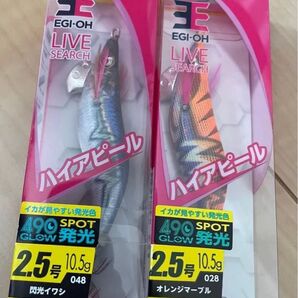 EGI-OH
LIVE
SEARCH
ハイアピール
イカが見やすい発光色
490 SPOT
GLOW 発光
2.5号 10.5g
048
閃光イワシ
EGI-OH
LIVE
SEARCH
ハイアピール
イカが見やすい発光色
490 SPOT
GLOW 発光
2.5号 10.5g
028
オレンジマーブル